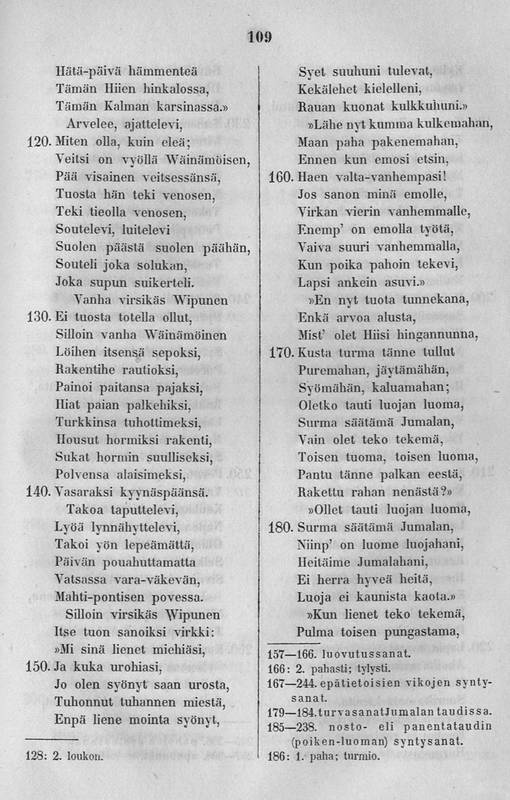 109
Hätä-päivä hämmenteä
Tämän Hiien hinkalossa,
Tämän Kalman karsinassa.»
Arvelee, ajattelevi,
120. Miten olla, kuin eleä;
Veitsi on vyöllä Wäinämöisen,
Pää visainen veitsessänsä,
Tuosta hän teki venosen,
Teki tieolla venosen,
Soutelevi, luitelevi
Suolen päästä suolen päähän,
Souteli joka solukan,
Joka supun suikerteli.
Vanha virsikäs Wipunen
130. Ei tuosta totella ollut,
Silloin vanha Wäinämöinen
Löihen itsensä sepoksi,
Rakentihe rautioksi,
Painoi paitansa pajaksi,
Hiat paian palkehiksi,
Turkkinsa tuhottimeksi,
Housut hormiksi rakenti,
Sukat hormin suulliseksi,
Polvensa alaisimeksi,
140. Vasaraksi kyynäspäänsä.
Takoa taputtelevi,
Lyöä lynnähyttelevi,
Takoi yön lepeämättä,
Päivän pouahuttamatta
Vatsassa vara-väkevän,
Mahti-pontisen povessa.
Silloin virsikäs Wipunen
Itse tuon sanoiksi virkki:
»Mi sinä lienet miehiäsi,
150. Ja kuka urohiasi,
Jo olen syönyt saan urosta,
Tuhonnut tuhannen miestä,
Enpä liene mointa syönyt,
128: 2. loukon.
Syet suuhuni tulevat,
Kekälehet kielelleni,
Rauan kuonat kulkkuhuni.»
»Lähe nyt kumma kulkemahan,
Maan paha pakenemahan,
Ennen kun emosi etsin,
160. Haen valta-vanhempasi!
Jos sanon minä emolle,
Virkan vierin vanhemmalle,
Enemp' on emolla työtä,
Vaiva suuri vanhemmalla,
Kun poika pahoin tekevi,
Lapsi ankein asuvi.»
»En nyt tuota tunnekana,
Enkä arvoa alusta,
Mist' olet Hiisi hingannunna,
170. Kusta turma tänne tullut
Puremahan, jäytämähän,
Syömähän, kaluamahan;
Oletko tauti luojan luoma,
Surma säätämä Jumalan,
Vain olet teko tekemä,
Toisen tuoma, toisen luoma,
Pantu tänne palkan eestä,
Rakettu rahan nenästä?»
»Ollet tauti luojan luoma,
180. Surma säätämä Jumalan,
Niinp' on luome luojahani,
Heitäime Jumalahani,
Ei herra hyveä heitä,
Luoja ei kaunista kaota.»
»Kun lienet teko tekemä,
Pulma toisen pungastama,
157—166. luovutussanat.
166: 2. pahasti; tylysti.
167—244. epätietoisien vikojen synty-
sanat.
179—184. turvasanat Jumalan taudissa.
185—238. nosto- eli panentataudin
(poiken-luoman) syntysanat.
186: 1. paha; turmio.